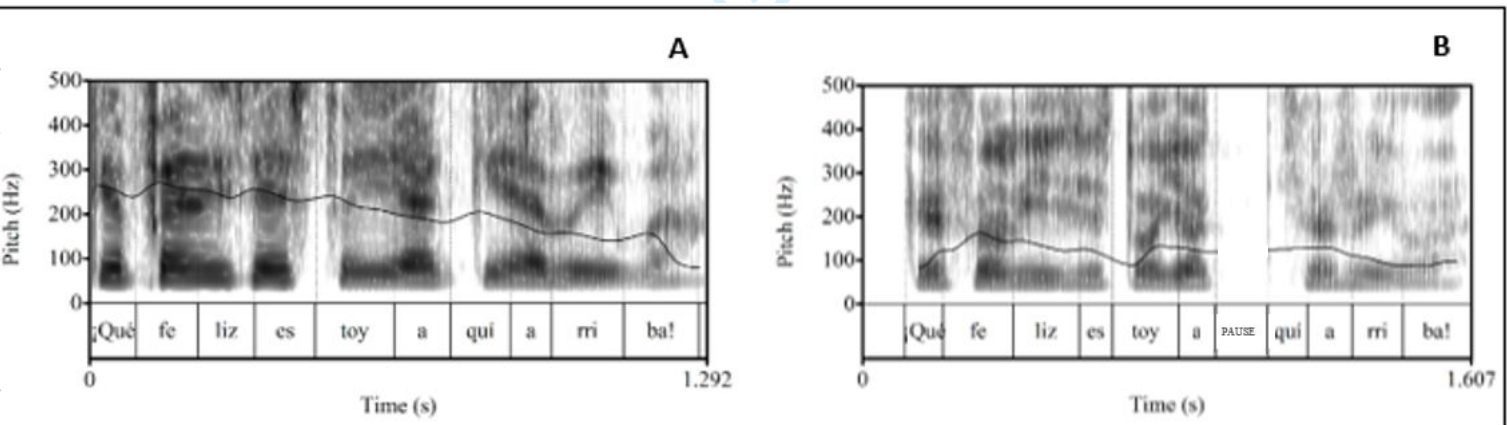 A
500
400
300
200
100
0
Pitch (Hz)
¡Qué fe liz es toy a quí a rri ba!
0 1.292
Time (s)
B
500
400
300
200
100
0
Pitch (Hz)
¡Qué fe liz es toy a PAUSE quí a rri ba!
0 1.607
Time (s)